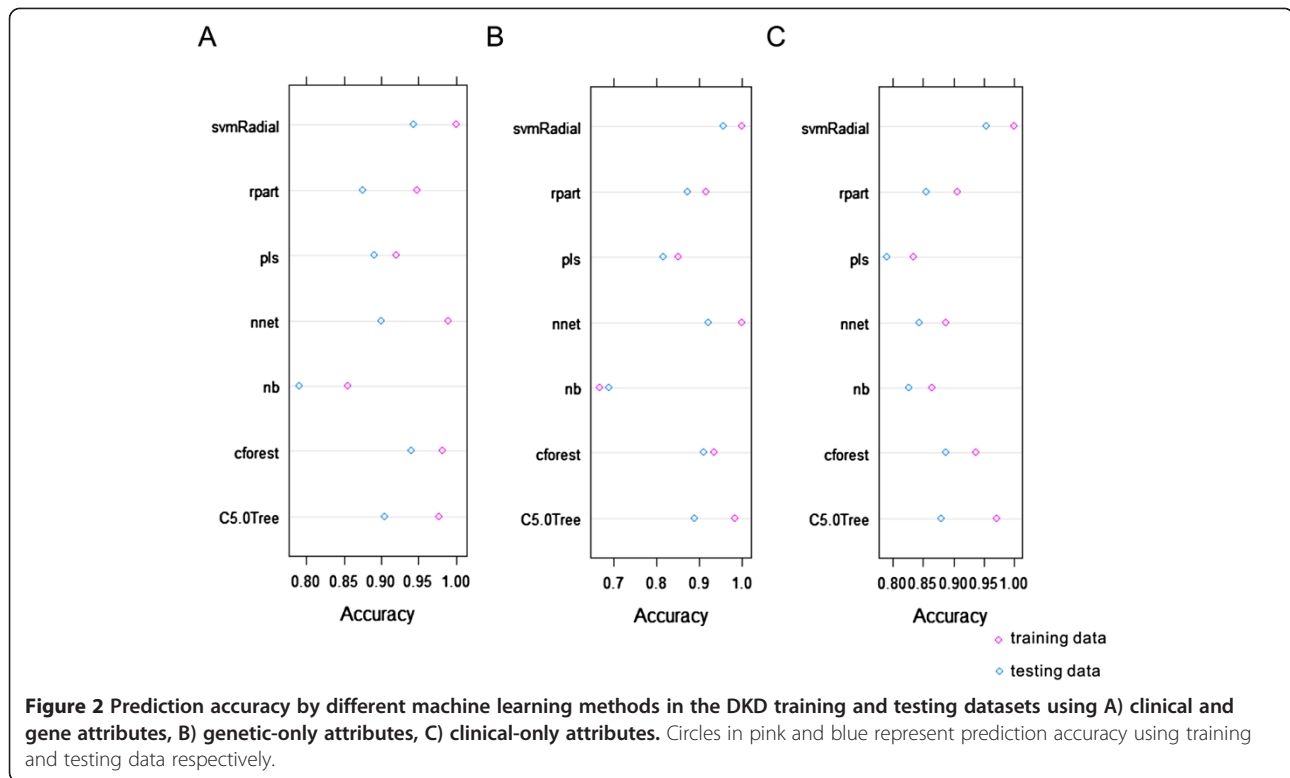 A
B
C
svmRadial
rpart
pls
nnet
nb
cforest
C5.0Tree
0.80 0.85 0.90 0.95 1.00
Accuracy
svmRadial
rpart
pls
nnet
nb
cforest
C5.0Tree
0.7 0.8 0.9 1.0
Accuracy
svmRadial
rpart
pls
nnet
nb
cforest
C5.0Tree
0.80 0.85 0.90 0.95 1.00
Accuracy
training data
testing data
Figure 2 Prediction accuracy by different machine learning methods in the DKD training and testing datasets using A) clinical and
gene attributes, B) genetic-only attributes, C) clinical-only attributes. Circles in pink and blue represent prediction accuracy using training
and testing data respectively.